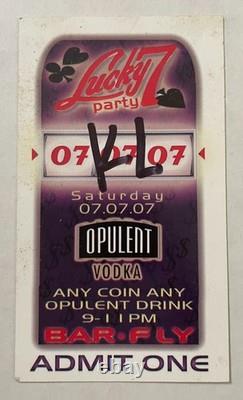 Lucky 7
party
07 07 07
KL
Saturday
07.07.07
OPULENT
VODKA
ANY COIN ANY
OPULENT DRINK
9-11PM
BAR·FLY
ADMIT ONE
ebay